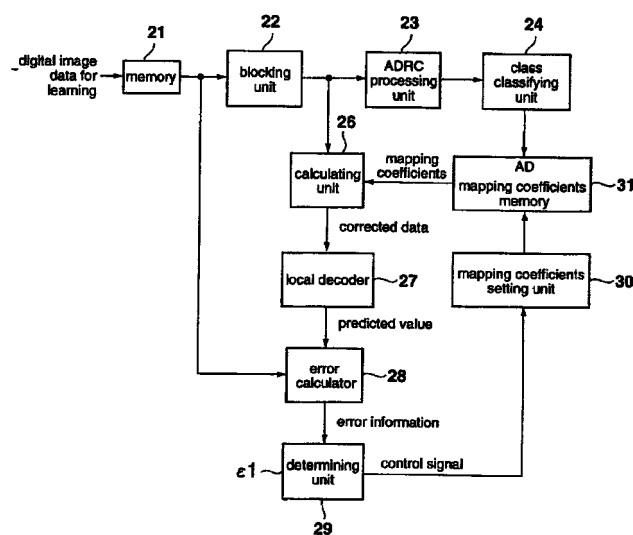 21
22
23
24
digital image
data for
learning
memory
blocking
unit
ADRC
processing
unit
class
classifying
unit
26
mapping
coefficients
calculating
unit
AD
mapping coefficients
memory
31
corrected data
local decoder
27
mapping coefficients
setting unit
30
predicted value
error
calculator
28
error information
ε1
determining
unit
control signal
29